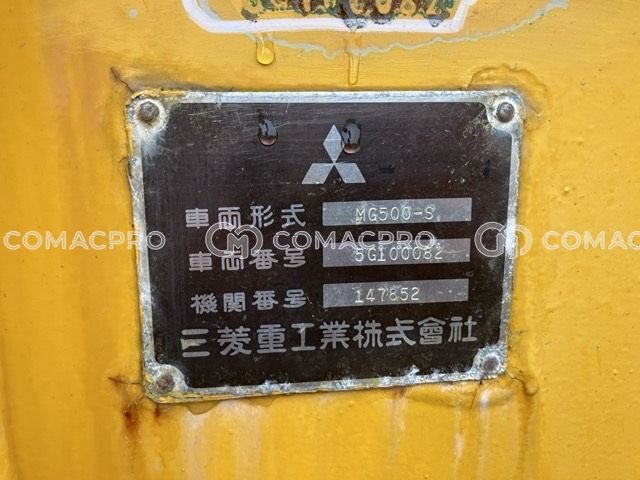 車両形式 MG500-S
COMACPRO M COMACPRO M
車両番号 5G100082
機関番号 147852
三菱重工業株式會社